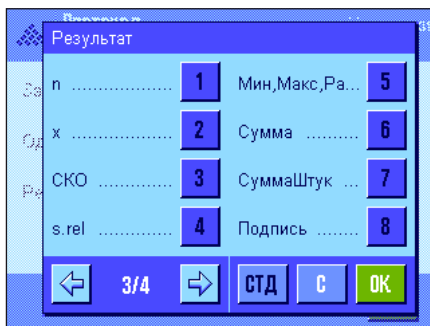 Результат
n .................. 1
x .................. 2
СКО .............. 3
s.rel ............... 4
Мин,Макс,Ра... 5
Сумма .......... 6
СуммаШтук ... 7
Подпись ........ 8
3/4
СТД
C
OK